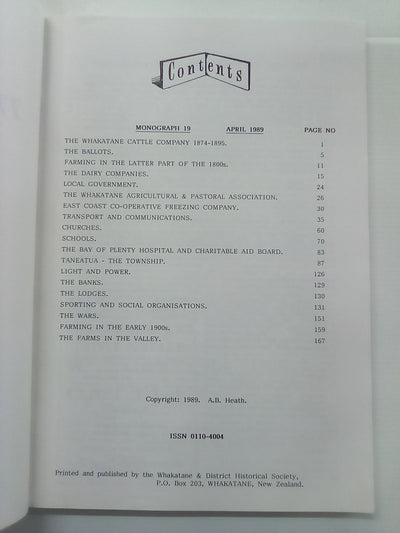 Contents
MONOGRAPH 19 APRIL 1989 PAGE NO
THE WHAKATANE CATTLE COMPANY 1874-1895. 1
THE BALLOTS. 5
FARMING IN THE LATTER PART OF THE 1800s. 11
THE DAIRY COMPANIES. 15
LOCAL GOVERNMENT. 24
THE WHAKATANE AGRICULTURAL & PASTORAL ASSOCIATION. 26
EAST COAST CO-OPERATIVE FREEZING COMPANY. 30
TRANSPORT AND COMMUNICATIONS. 35
CHURCHES. 60
SCHOOLS. 70
THE BAY OF PLENTY HOSPITAL AND CHARITABLE AID BOARD. 83
TANEATUA - THE TOWNSHIP. 87
LIGHT AND POWER. 126
THE BANKS. 129
THE LODGES. 130
SPORTING AND SOCIAL ORGANISATIONS. 131
THE WARS. 151
FARMING IN THE EARLY 1900s. 159
THE FARMS IN THE VALLEY. 167
Copyright: 1989. A.B. Heath.
ISSN 0110-4004
Printed and published by the Whakatane & District Historical Society,
P.O. Box 203, WHAKATANE, New Zealand.